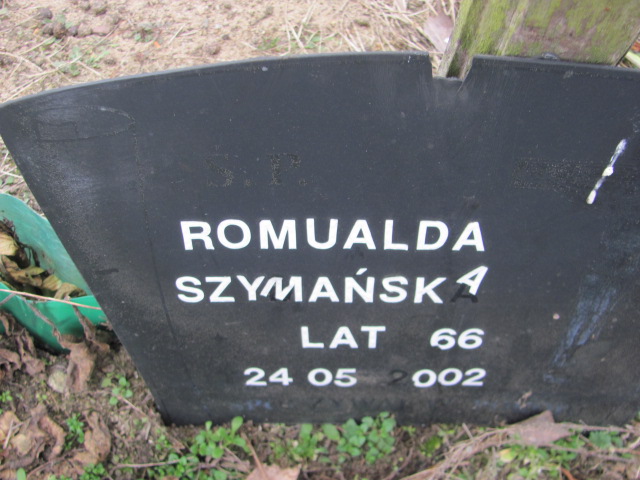 Ś.P.
ROMUALDA
SZYMAŃSKA
LAT 66
24 05 2002